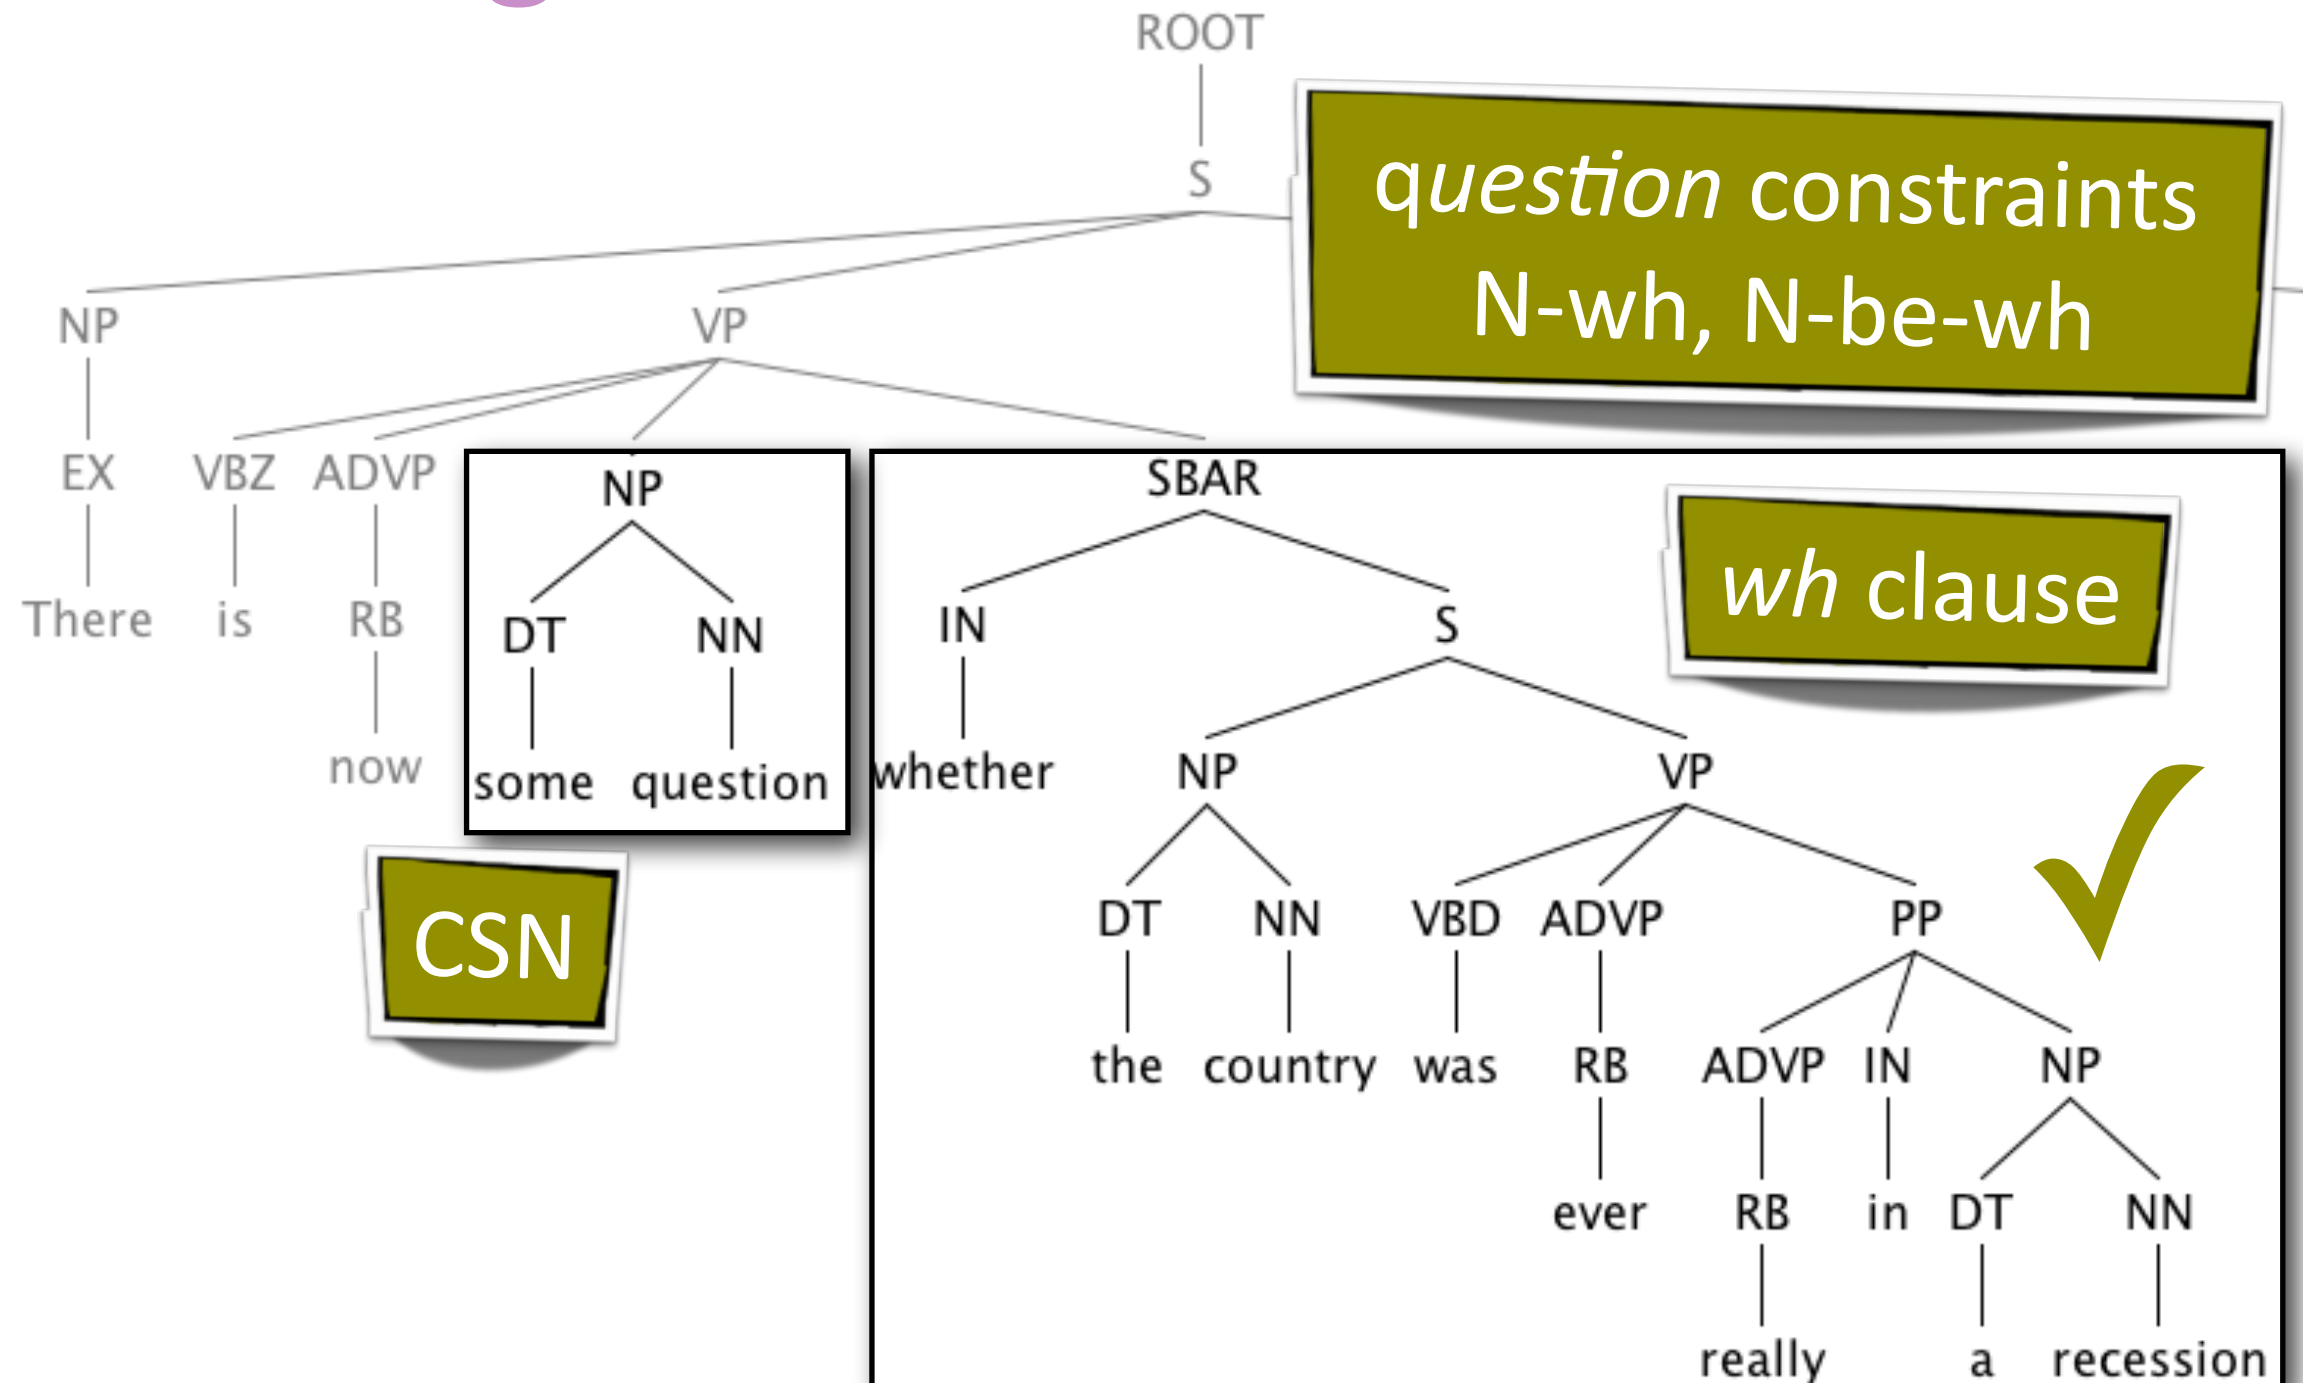 ROOT
S
question constraints
N-wh, N-be-wh
NP VP
EX VBZ ADVP NP SBAR
wh clause
There is RB DT NN IN S
now some question whether NP VP
CSN
DT NN VBD ADVP PP
the country was RB ADVP IN NP
ever RB in DT NN
really a recession